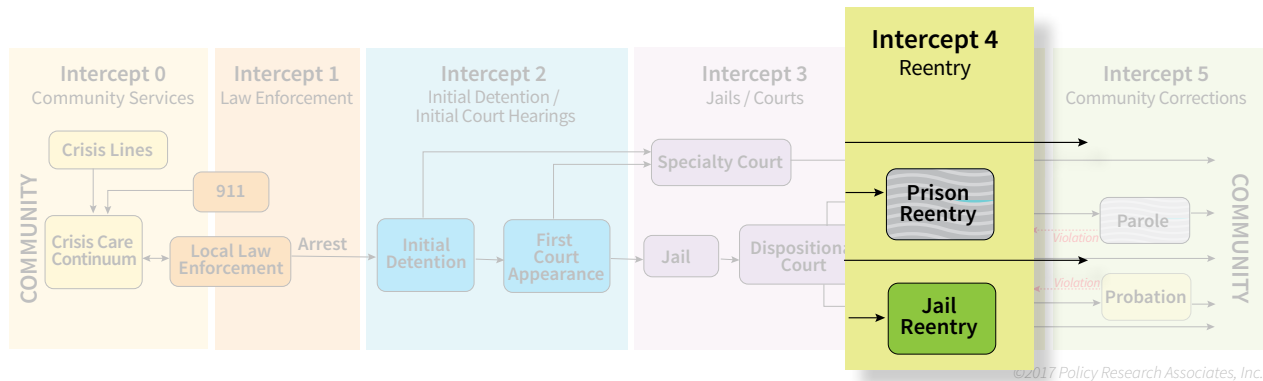 Intercept 0
Community Services
Intercept 1
Law Enforcement
Intercept 2
Initial Detention /
Initial Court Hearings
Intercept 3
Jails / Courts
Intercept 4
Reentry
Intercept 5
Community Corrections
COMMUNITY
Crisis Lines
911
Crisis Care
Continuum
Local Law
Enforcement
Arrest
Initial
Detention
First
Court
Appearance
Specialty Court
Jail
Dispositiona
Court
Prison
Reentry
Jail
Reentry
Violation
Parole
Violation
Probation
COMMUNITY
©2017 Policy Research Associates, Inc.